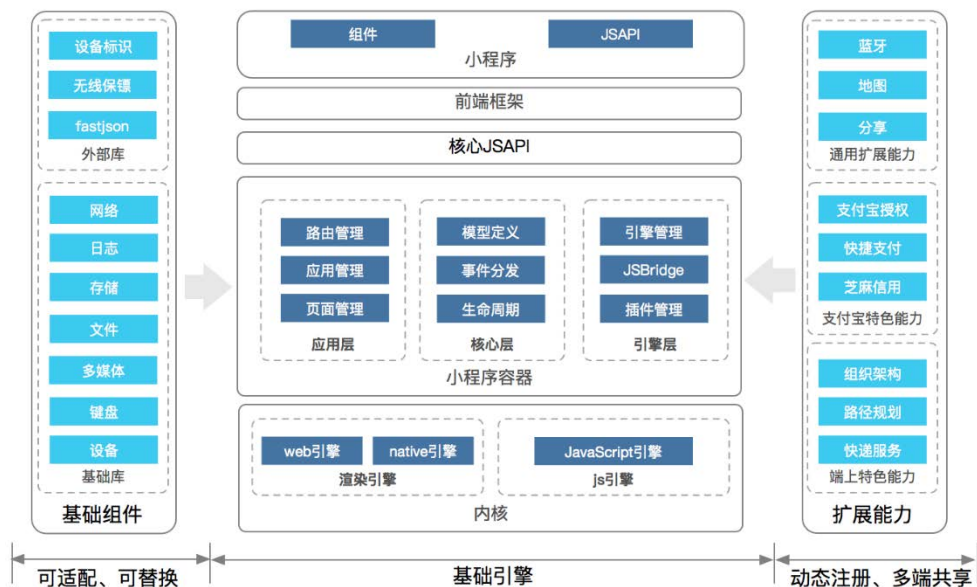 设备标识
无线保镖
fastjson
外部库
网络
日志
存储
文件
多媒体
键盘
设备
基础库
基础组件
可适配、可替换
组件
JSAPI
小程序
前端框架
核心JSAPI
路由管理
应用管理
页面管理
应用层
模型定义
事件分发
生命周期
核心层
引擎管理
JSBridge
插件管理
引擎层
小程序容器
web引擎
native引擎
渲染引擎
JavaScript引擎
js引擎
内核
基础引擎
蓝牙
地图
分享
通用扩展能力
支付宝授权
快捷支付
芝麻信用
支付宝特色能力
组织架构
路径规划
快递服务
端上特色能力
扩展能力
动态注册、多端共享